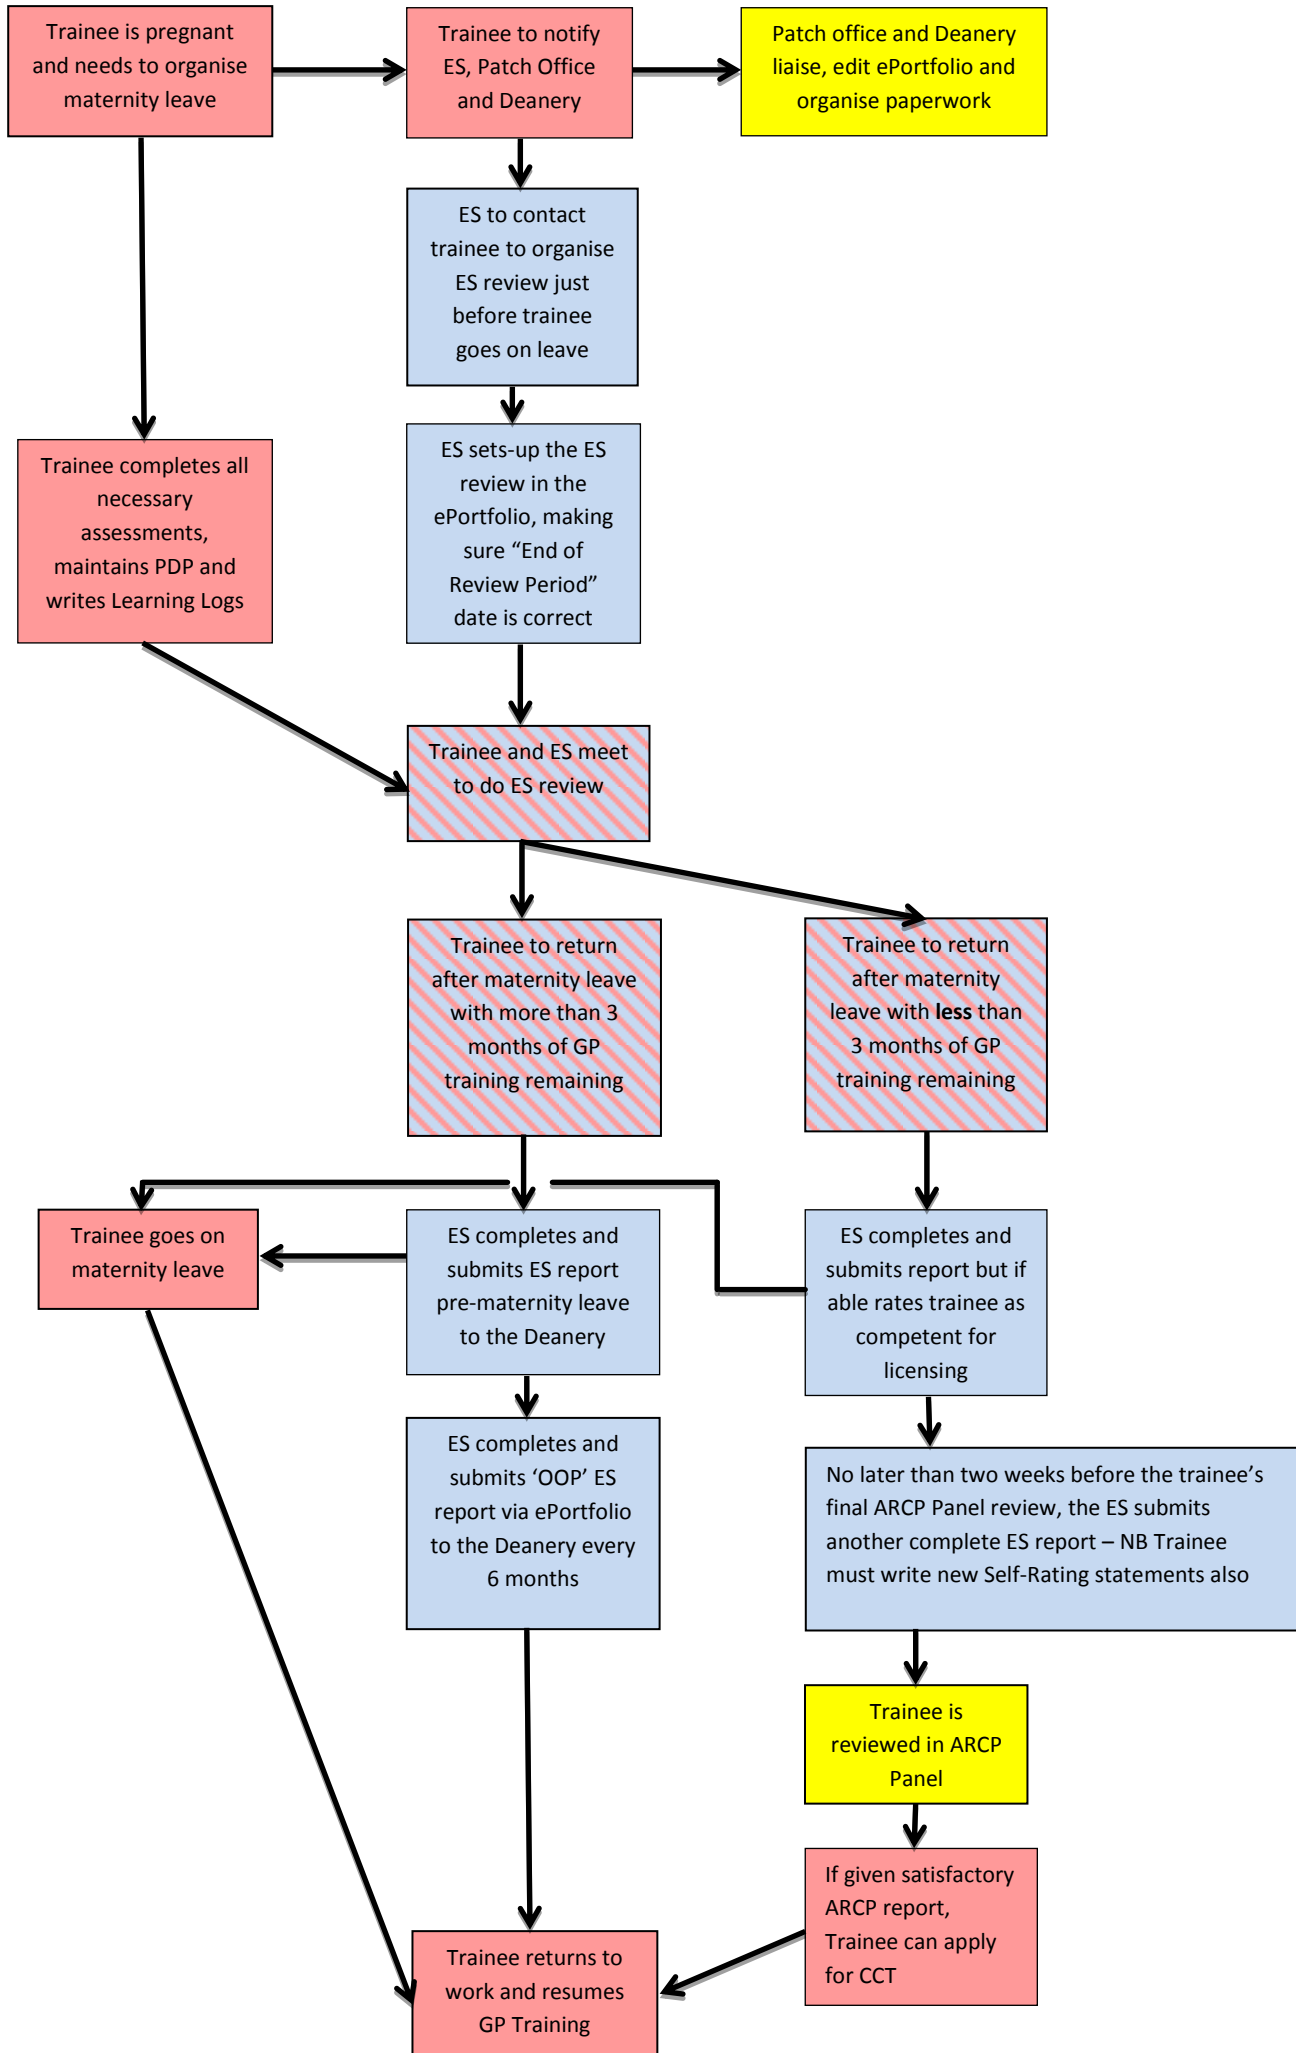 Trainee is pregnant
and needs to organise
maternity leave
Trainee to notify
ES, Patch Office
and Deanery
Patch office and Deanery
liaise, edit ePortfolio and
organise paperwork
ES to contact
trainee to organise
ES review just
before trainee
goes on leave
Trainee completes all
necessary
assessments,
maintains PDP and
writes Learning Logs
ES sets-up the ES
review in the
ePortfolio, making
sure “End of
Review Period”
date is correct
Trainee and ES meet
to do ES review
Trainee to return
after maternity leave
with more than 3
months of GP
training remaining
Trainee to return
after maternity
leave with less than
3 months of GP
training remaining
Trainee goes on
maternity leave
ES completes and
submits ES report
pre-maternity leave
to the Deanery
ES completes and
submits report but if
able rates trainee as
competent for
licensing
ES completes and
submits ‘OOP’ ES
report via ePortfolio
to the Deanery every
6 months
No later than two weeks before the trainee’s
final ARCP Panel review, the ES submits
another complete ES report – NB Trainee
must write new Self-Rating statements also
Trainee is
reviewed in ARCP
Panel
If given satisfactory
ARCP report,
Trainee can apply
for CCT
Trainee returns to
work and resumes
GP Training